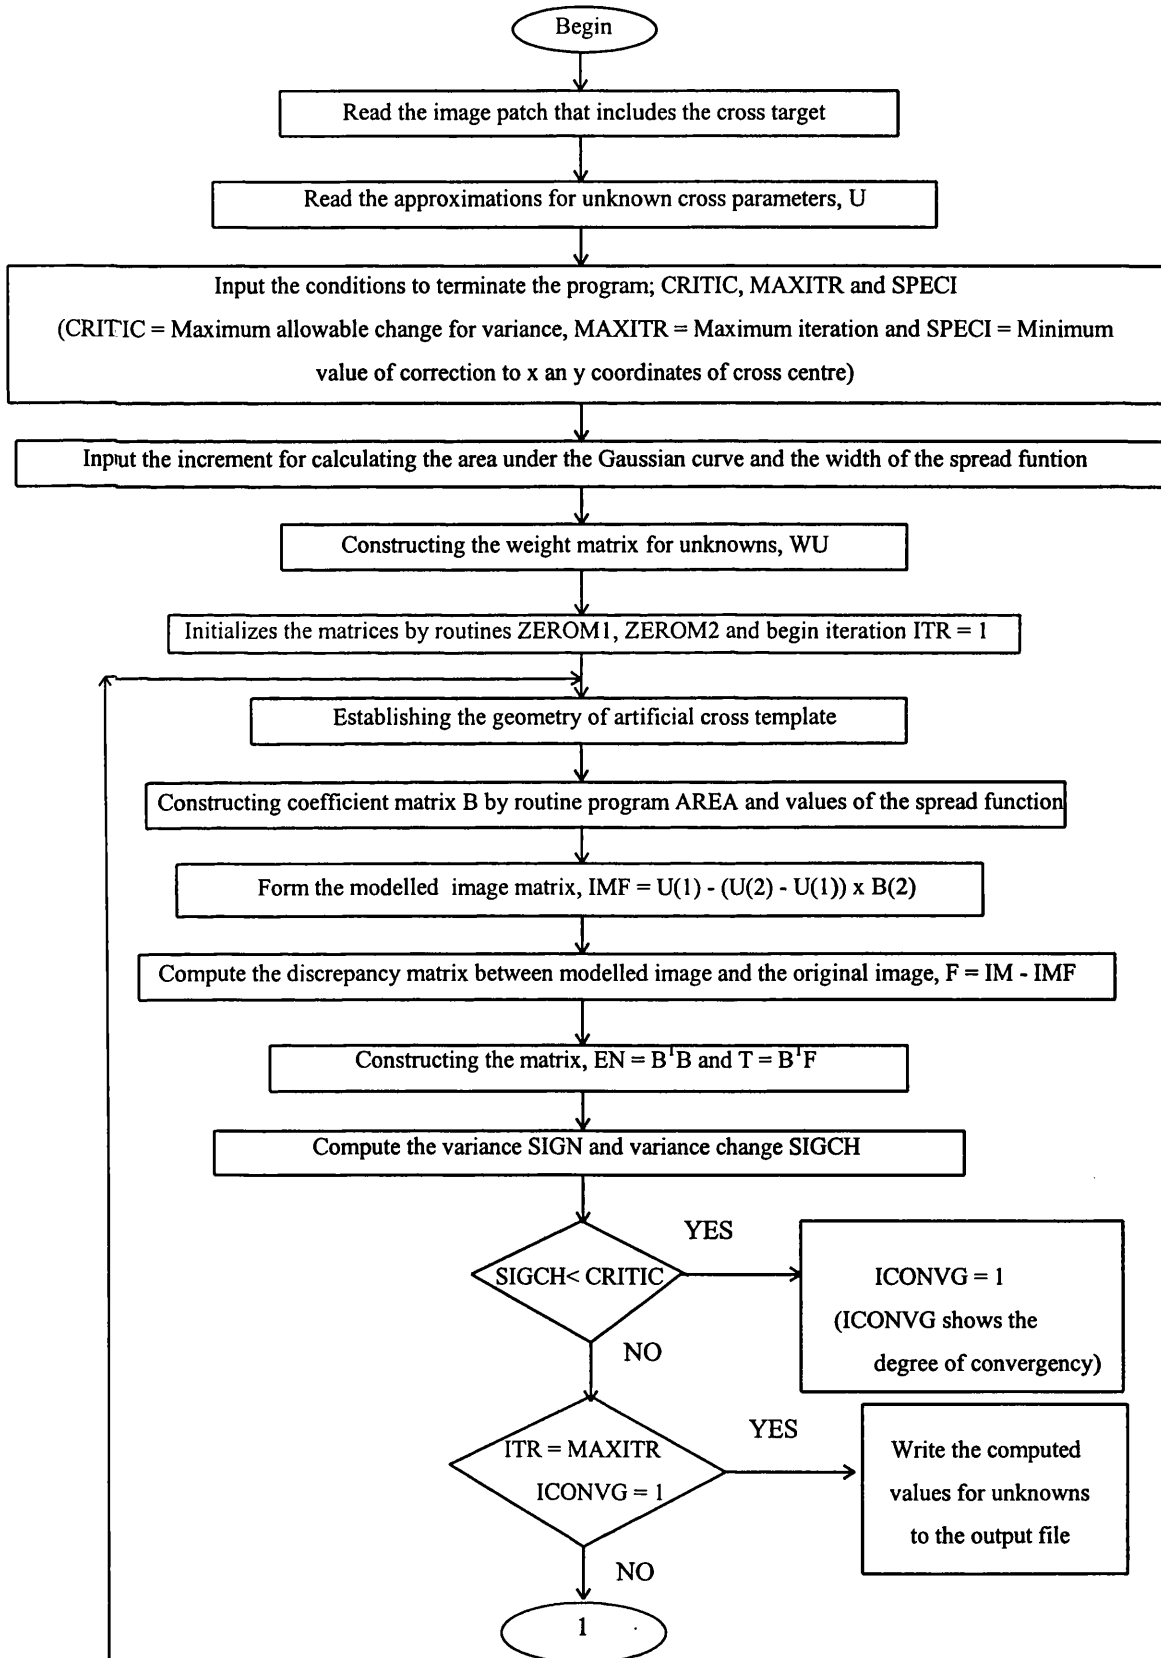 Begin
Read the image patch that includes the cross target
Read the approximations for unknown cross parameters, U
Input the conditions to terminate the program; CRITIC, MAXITR and SPECI
(CRITIC = Maximum allowable change for variance, MAXITR = Maximum iteration and SPECI = Minimum
value of correction to x an y coordinates of cross centre)
Input the increment for calculating the area under the Gaussian curve and the width of the spread funtion
Constructing the weight matrix for unknowns, WU
Initializes the matrices by routines ZEROM1, ZEROM2 and begin iteration ITR = 1
Establishing the geometry of artificial cross template
Constructing coefficient matrix B by routine program AREA and values of the spread function
Form the modelled image matrix, IMF = U(1) - (U(2) - U(1)) x B(2)
Compute the discrepancy matrix between modelled image and the original image, F = IM - IMF
Constructing the matrix, EN = BᵀB and T = BᵀF
Compute the variance SIGN and variance change SIGCH
YES
SIGCH< CRITIC
ICONVG = 1
(ICONVG shows the
degree of convergency)
NO
YES
ITR = MAXITR
ICONVG = 1
Write the computed
values for unknowns
to the output file
NO
1